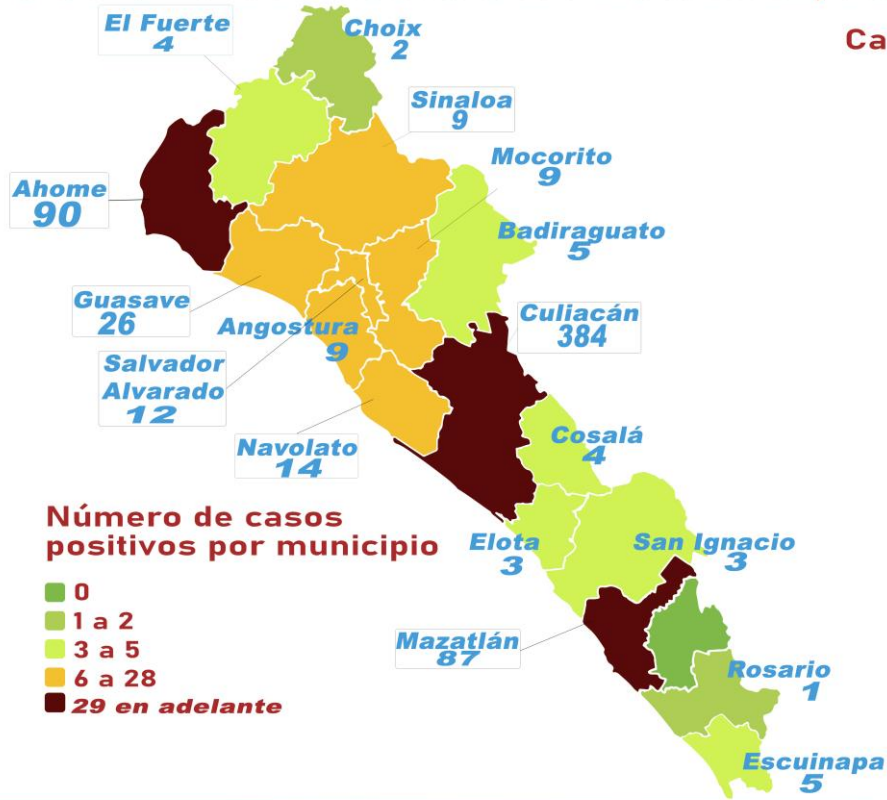 El Fuerte
4
Choix
2
Ca
Sinaloa
9
Mocorito
9
Ahome
90
Badiraguato
5
Guasave
26
Angostura
9
Culiacán
384
Salvador
Alvarado
12
Navolato
14
Cosalá
4
Número de casos
positivos por municipio
Elota
3
San Ignacio
3
0
1 a 2
3 a 5
6 a 28
29 en adelante
Mazatlán
87
Rosario
1
Escuinapa
5